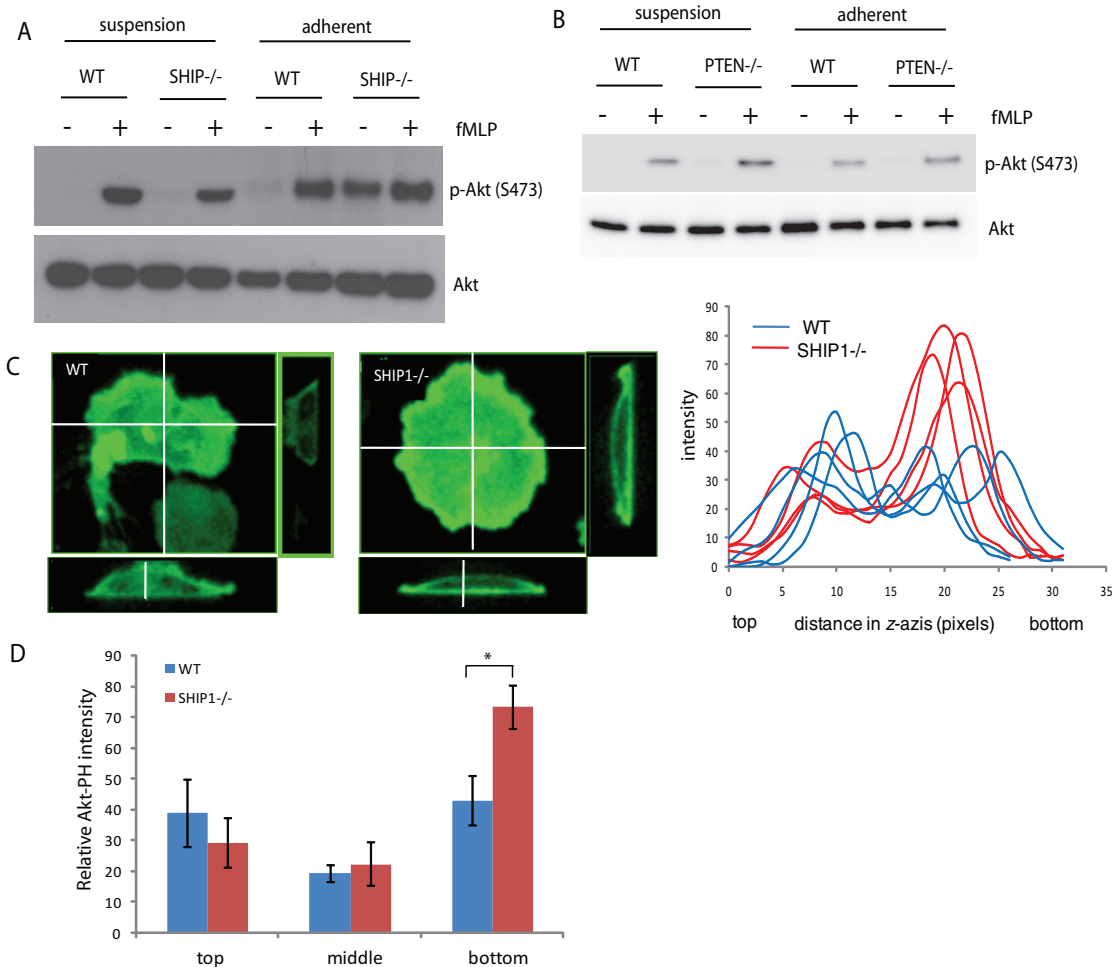 A
suspension adherent
WT SHIP-/- WT SHIP-/-
- + - + - + - + fMLP
p-Akt (S473)
Akt
B
suspension adherent
WT PTEN-/- WT PTEN-/-
- + - + - + - + fMLP
p-Akt (S473)
Akt
C
WT
SHIP1-/-
WT
SHIP1-/-
intensity
90
80
70
60
50
40
30
20
10
0
0 5 10 15 20 25 30 35
top distance in z-azis (pixels) bottom
D
WT
SHIP1-/-
*
Relative Akt-PH intensity
90
80
70
60
50
40
30
20
10
0
top middle bottom